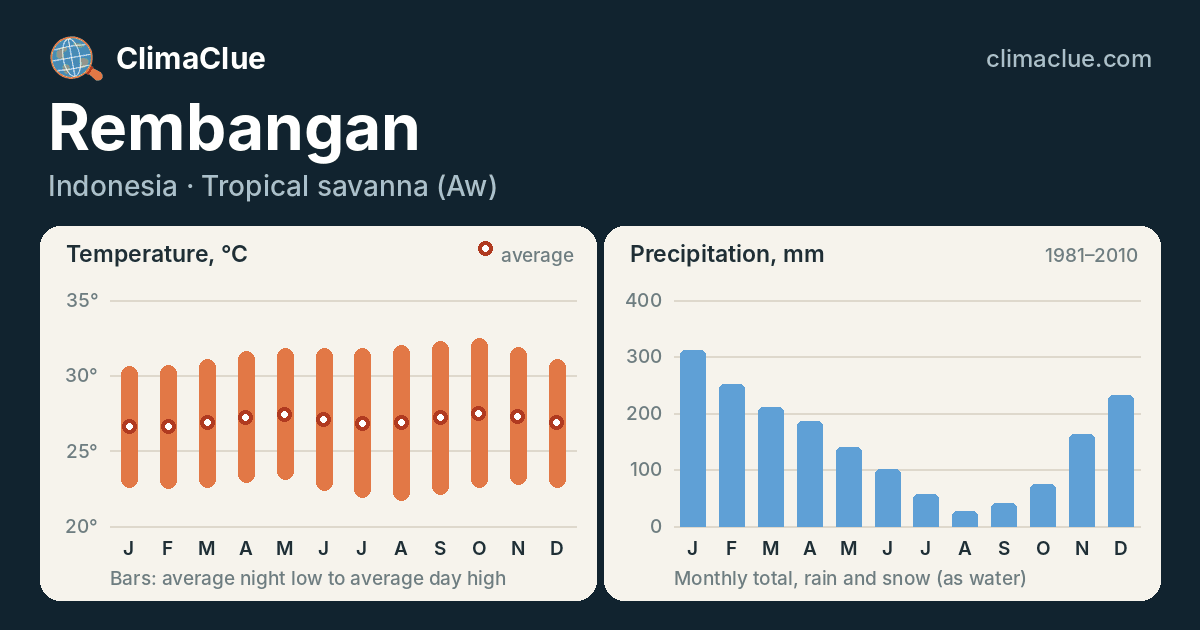 ClimaClue
climaclue.com
Rembangan
Indonesia · Tropical savanna (Aw)
Temperature, °C
average
35°
30°
25°
20°
J F M A M J J A S O N D
Bars: average night low to average day high
Precipitation, mm
1981–2010
400
300
200
100
0
J F M A M J J A S O N D
Monthly total, rain and snow (as water)